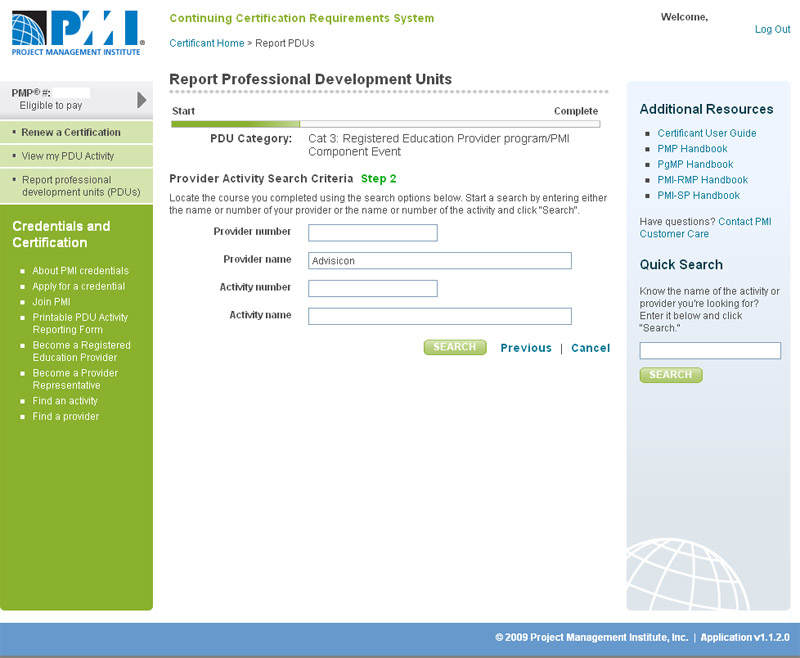 PMI
PROJECT MANAGEMENT INSTITUTE
Continuing Certification Requirements System
Welcome,
Log Out
Certificant Home > Report PDUs
PMP® #:
Eligible to pay
▪ Renew a Certification
▪ View my PDU Activity
▪ Report professional
development units (PDUs)
Credentials and
Certification
▪ About PMI credentials
▪ Apply for a credential
▪ Join PMI
▪ Printable PDU Activity
Reporting Form
▪ Become a Registered
Education Provider
▪ Become a Provider
Representative
▪ Find an activity
▪ Find a provider
Report Professional Development Units
Start Complete
PDU Category: Cat 3: Registered Education Provider program/PMI
Component Event
Provider Activity Search Criteria Step 2
Locate the course you completed using the search options below. Start a search by entering either
the name or number of your provider or the name or number of the activity and click "Search".
Provider number
Provider name Advisicon
Activity number
Activity name
SEARCH Previous | Cancel
Additional Resources
▪ Certificant User Guide
▪ PMP Handbook
▪ PgMP Handbook
▪ PMI-RMP Handbook
▪ PMI-SP Handbook
Have questions? Contact PMI
Customer Care
Quick Search
Know the name of the activity or
provider you're looking for?
Enter it below and click
"Search."
SEARCH
© 2009 Project Management Institute, Inc. | Application v1.1.2.0